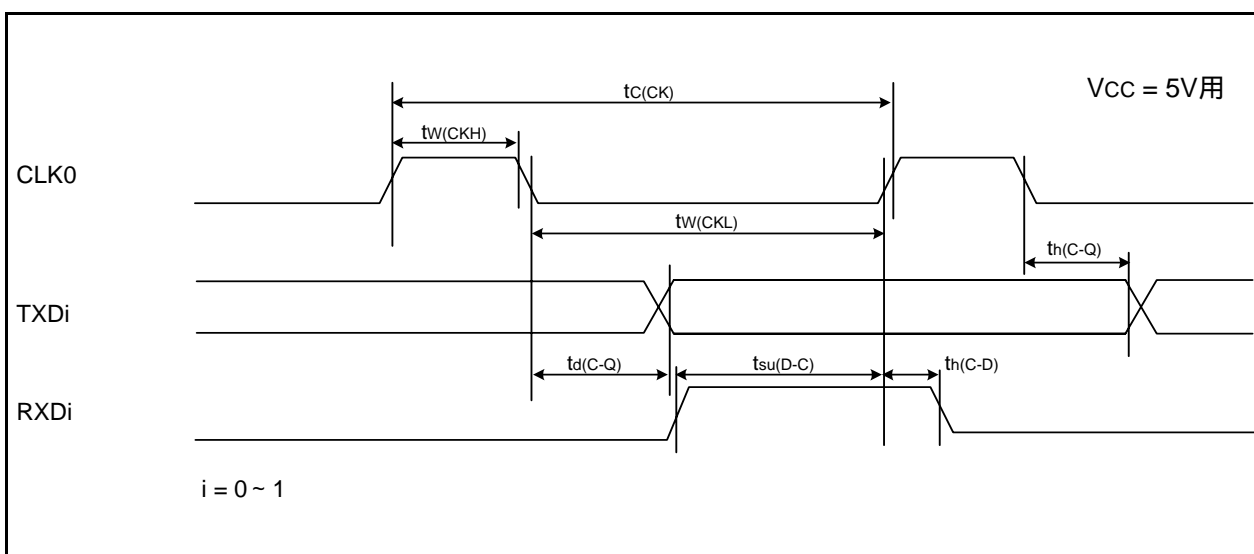 tC(CK)
VCC = 5V用
tW(CKH)
CLK0
tW(CKL)
th(C-Q)
TXDi
td(C-Q)
tsu(D-C)
th(C-D)
RXDi
i = 0 ~ 1